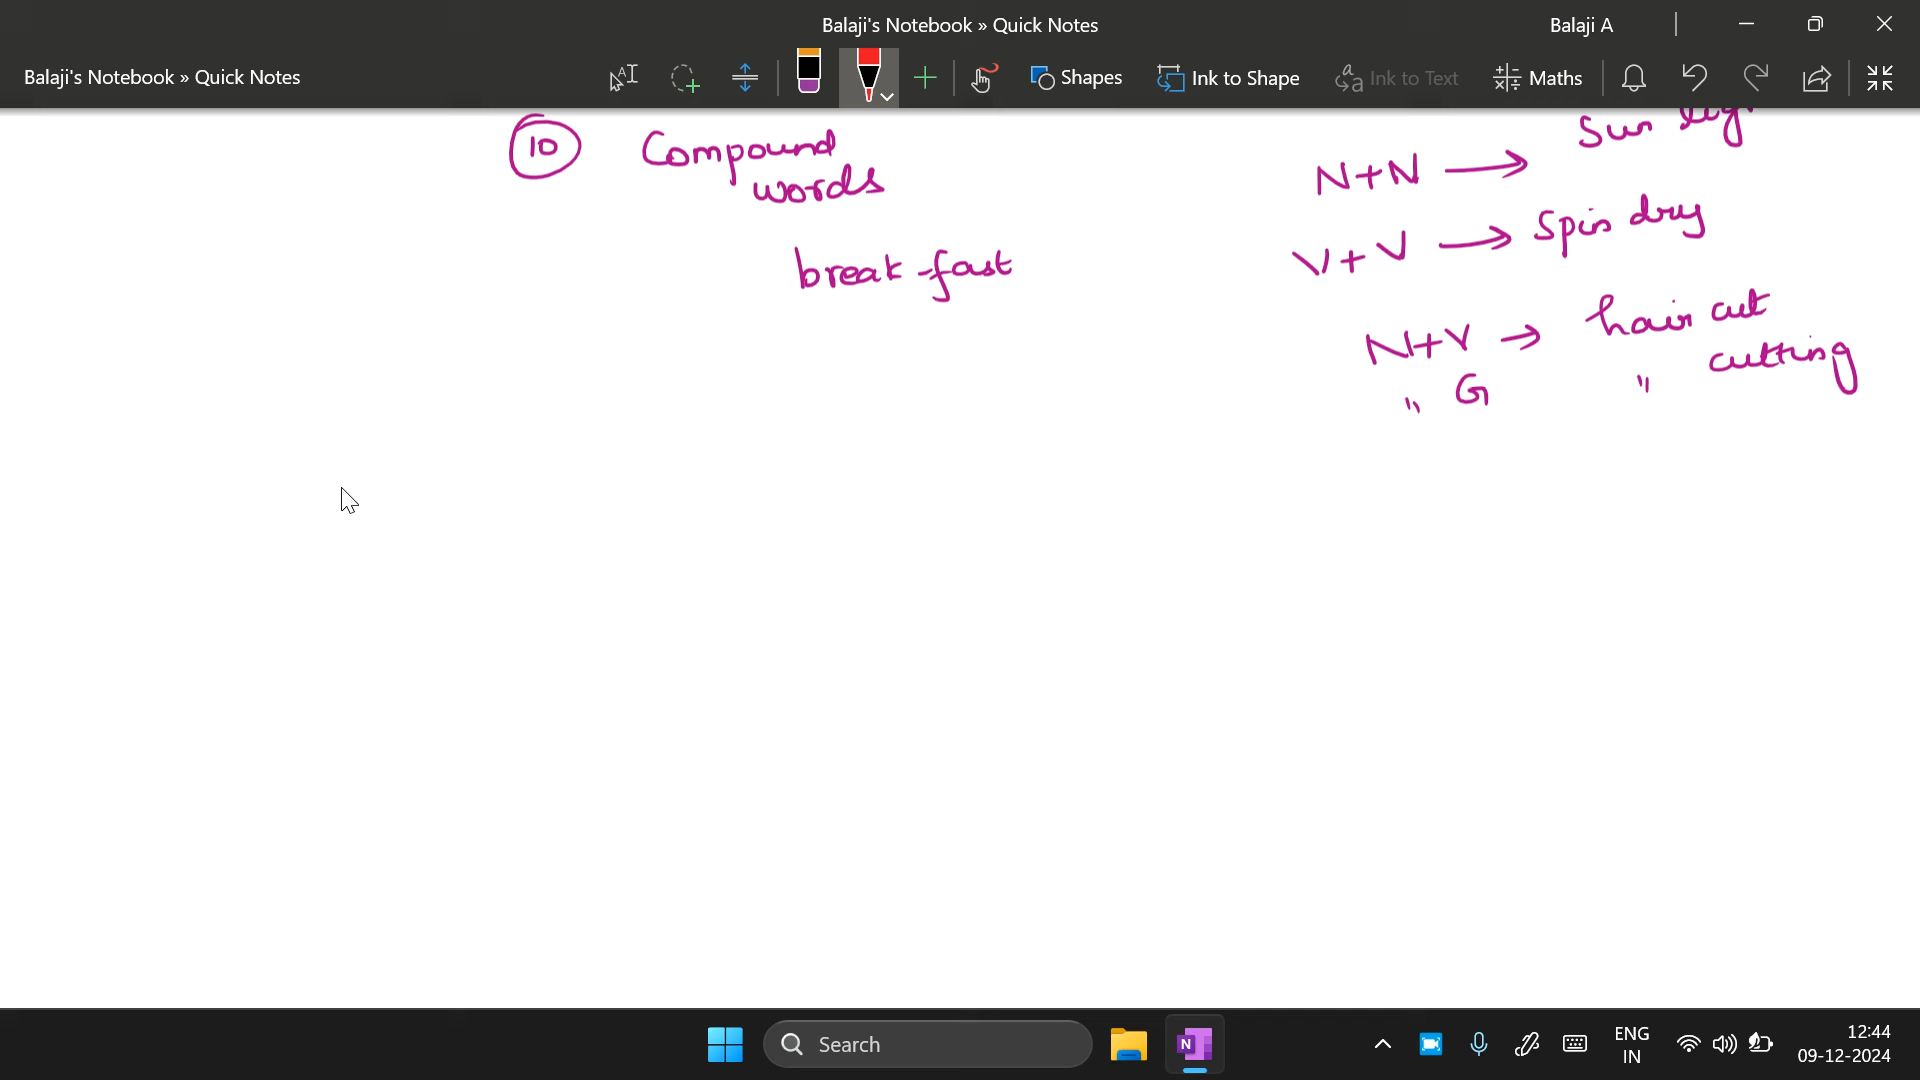 Balaji's Notebook » Quick Notes
Balaji A
Balaji's Notebook » Quick Notes
Shapes
Ink to Shape
Ink to Text
Maths
10 Compound
words
break-fast
Sun
N+N →
V+V → Spin dry
N+V → hair cut
" G " cutting
Search
ENG
IN
12:44
09-12-2024